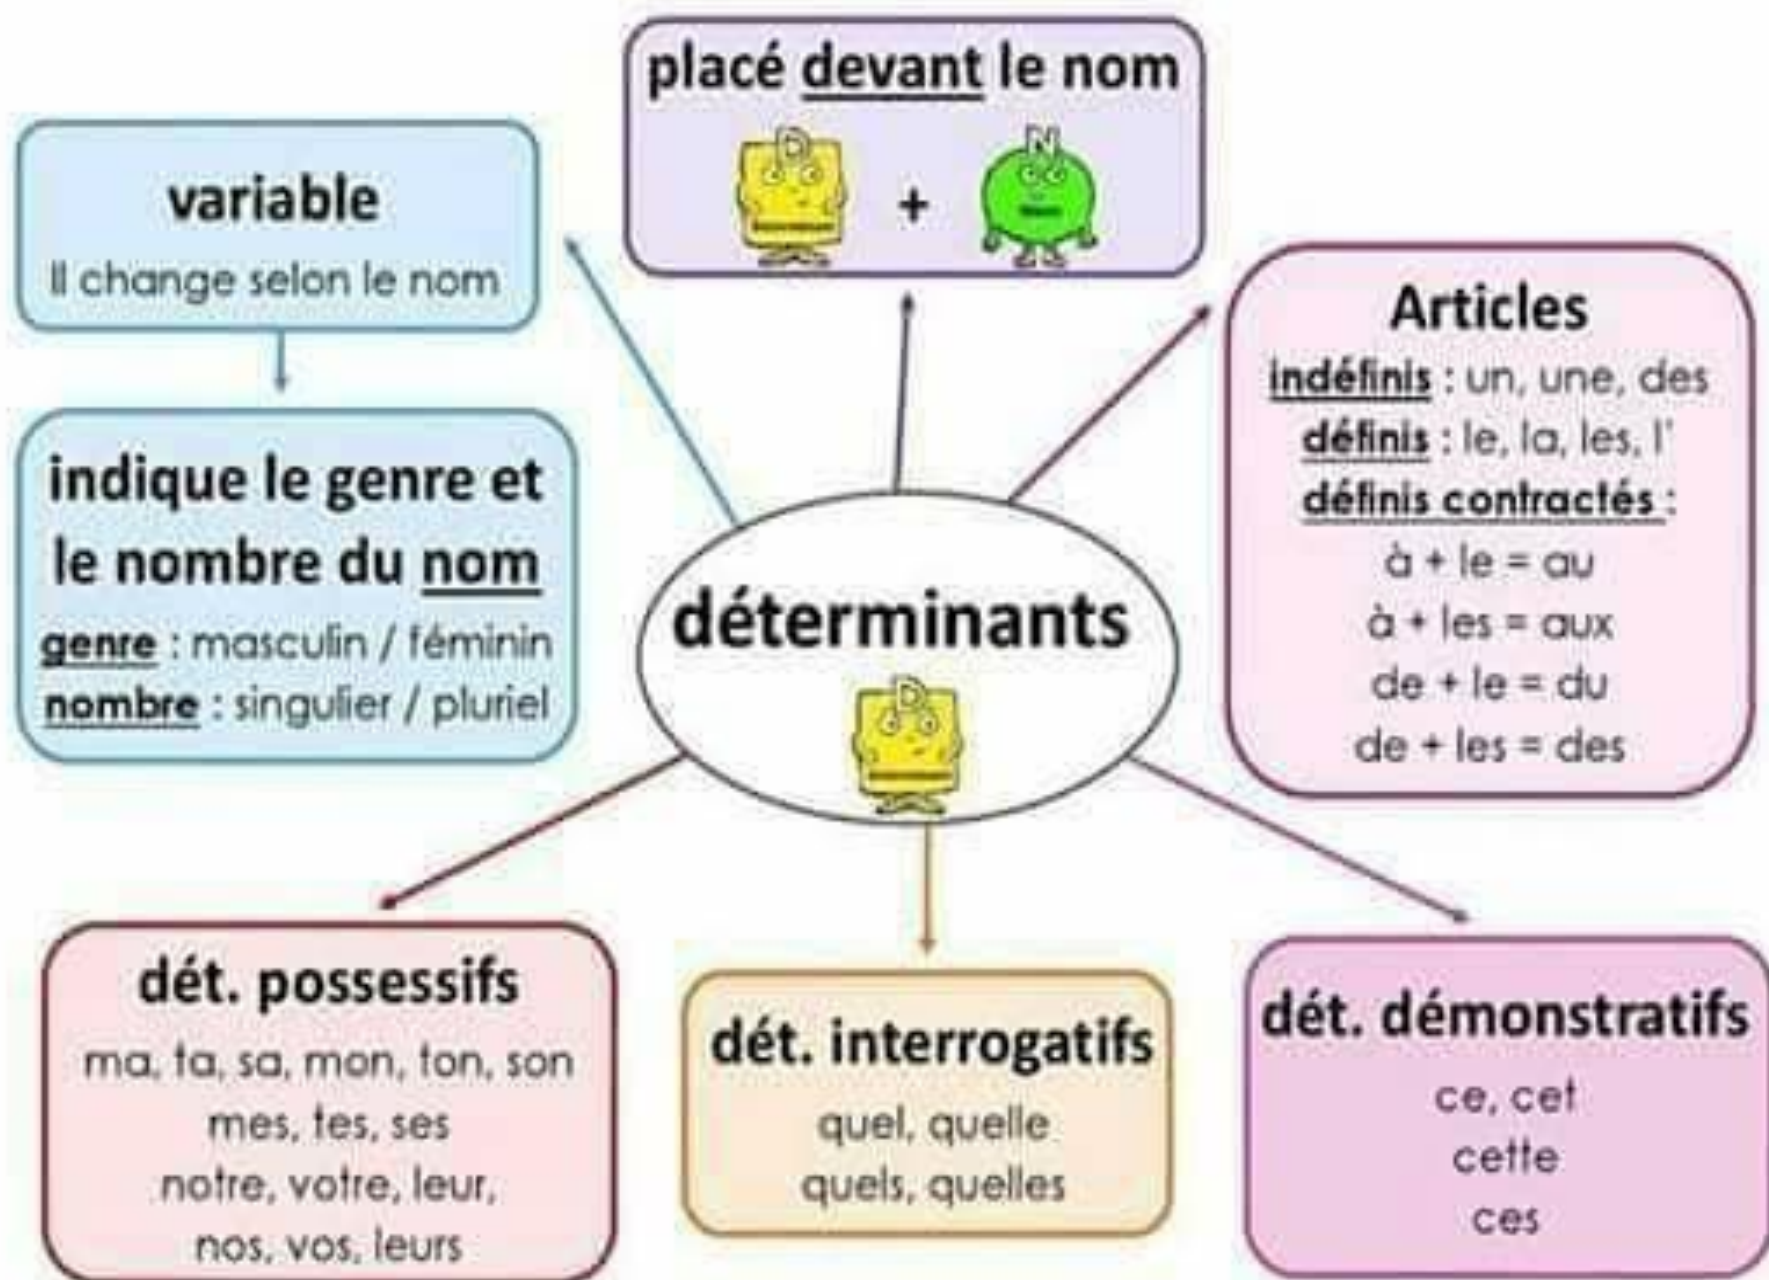 placé devant le nom
D
N
+
variable
Il change selon le nom
indique le genre et
le nombre du nom
genre : masculin / féminin
nombre : singulier / pluriel
Articles
indéfinis : un, une, des
définis : le, la, les, l'
définis contractés :
à + le = au
à + les = aux
de + le = du
de + les = des
déterminants
D
dét. possessifs
ma, ta, sa, mon, ton, son
mes, tes, ses
notre, votre, leur,
nos, vos, leurs
dét. interrogatifs
quel, quelle
quels, quelles
dét. démonstratifs
ce, cet
cette
ces